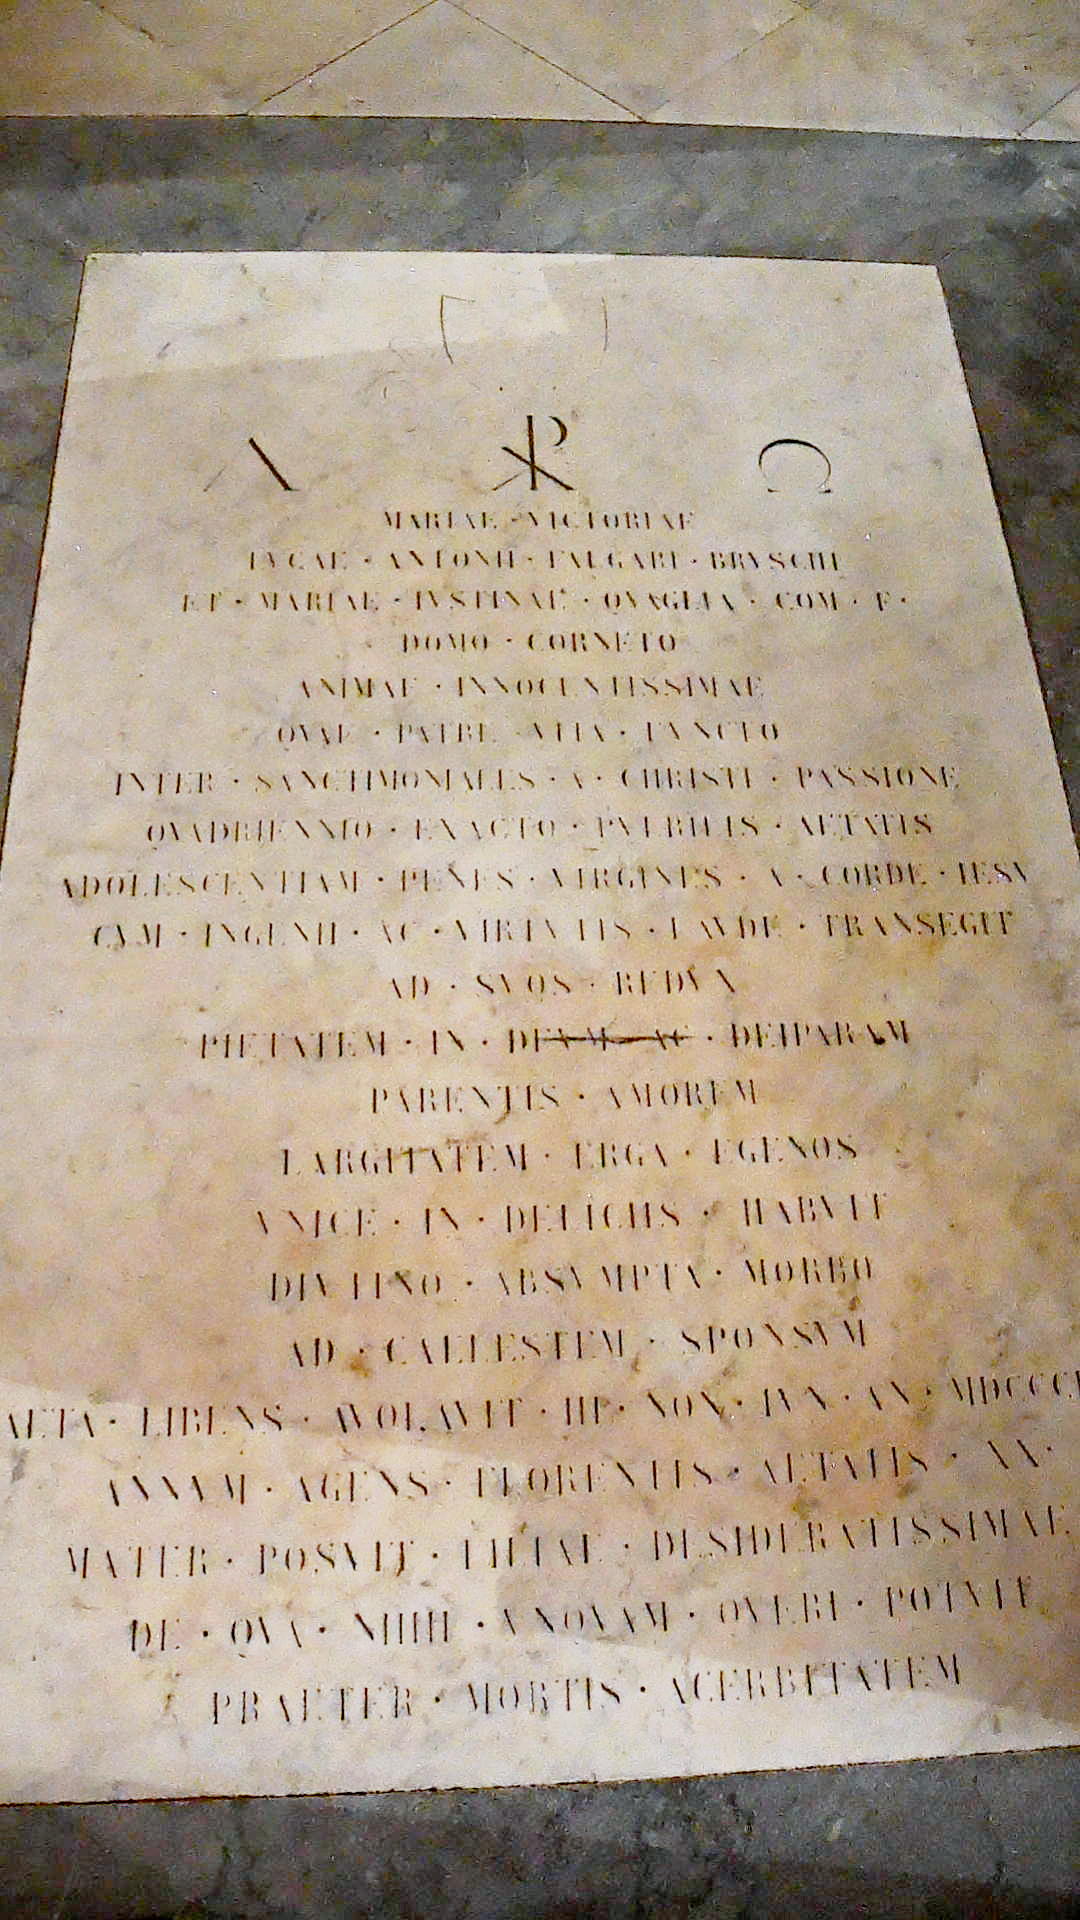 Α ☧ Ω
MARIAE · VICTORIAE
LVCAE · ANTONII · FALGARI · BRVSCHI
ET · MARIAE · IVSTINAE · QVAGLIA · COM · F ·
DOMO · CORNETO
ANIMAE · INNOCENTISSIMAE
QVAE · PATRE · VITA · FVNCTO
INTER · SANCTIMONIALES · A · CHRISTI · PASSIONE
QVADRIENNIO · EXACTO · PVERILIS · AETATIS
ADOLESCENTIAM · PENES · VIRGINES · A · CORDE · IESV
CVM · INGENII · AC · VIRTVTIS · LAVDE · TRANSEGIT
AD · SVOS · REDVX
PIETATEM · IN · DEVM · AC · DEIPARAM
PARENTIS · AMOREM
LARGITATEM · ERGA · EGENOS
VNICE · IN · DELICIIS · HABVIT
DIVTINO · ABSVMPTA · MORBO
AD · CAELESTEM · SPONSVM
LAETA · LIBENS · AVOLAVIT · III · NON · IVN · AN ·
ANNVM · AGENS · FLORENTIS · AETATIS · XX ·
MATER · POSVIT · FILIAE · DESIDERATISSIMAE
DE · QVA · NIHIL · VNQVAM · QVERI · POTVIT
PRAETER · MORTIS · ACERBITATEM